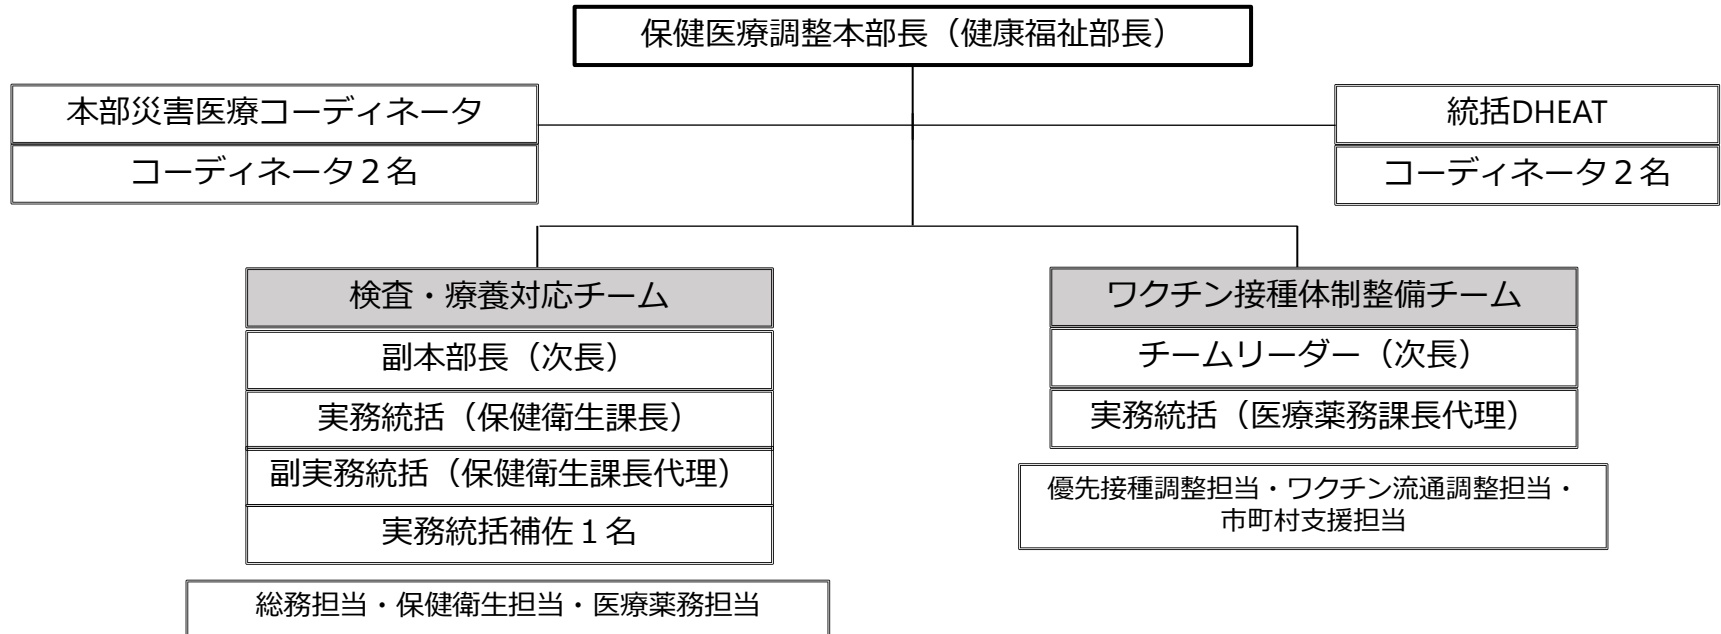 保健医療調整本部長（健康福祉部長）
本部災害医療コーディネータ
コーディネータ２名
統括DHEAT
コーディネータ２名
検査・療養対応チーム
副本部長（次長）
実務統括（保健衛生課長）
副実務統括（保健衛生課長代理）
実務統括補佐１名
総務担当・保健衛生担当・医療薬務担当
ワクチン接種体制整備チーム
チームリーダー（次長）
実務統括（医療薬務課長代理）
優先接種調整担当・ワクチン流通調整担当・
市町村支援担当